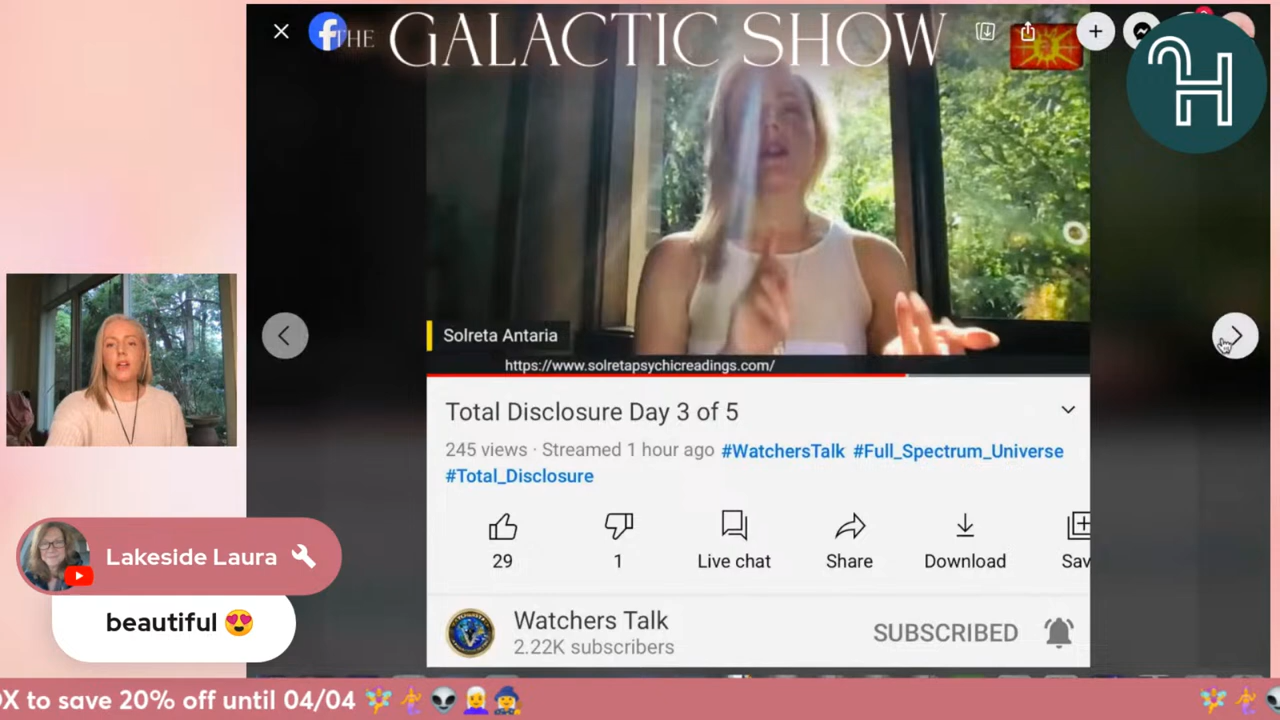 THE GALACTIC SHOW
H
Solreta Antaria
https://www.solretapsychicreadings.com/
Total Disclosure Day 3 of 5
245 views · Streamed 1 hour ago #WatchersTalk #Full_Spectrum_Universe
#Total_Disclosure
29
1
Live chat
Share
Download
Sav
Watchers Talk
2.22K subscribers
SUBSCRIBED
Lakeside Laura
beautiful 😍
X to save 20% off until 04/04